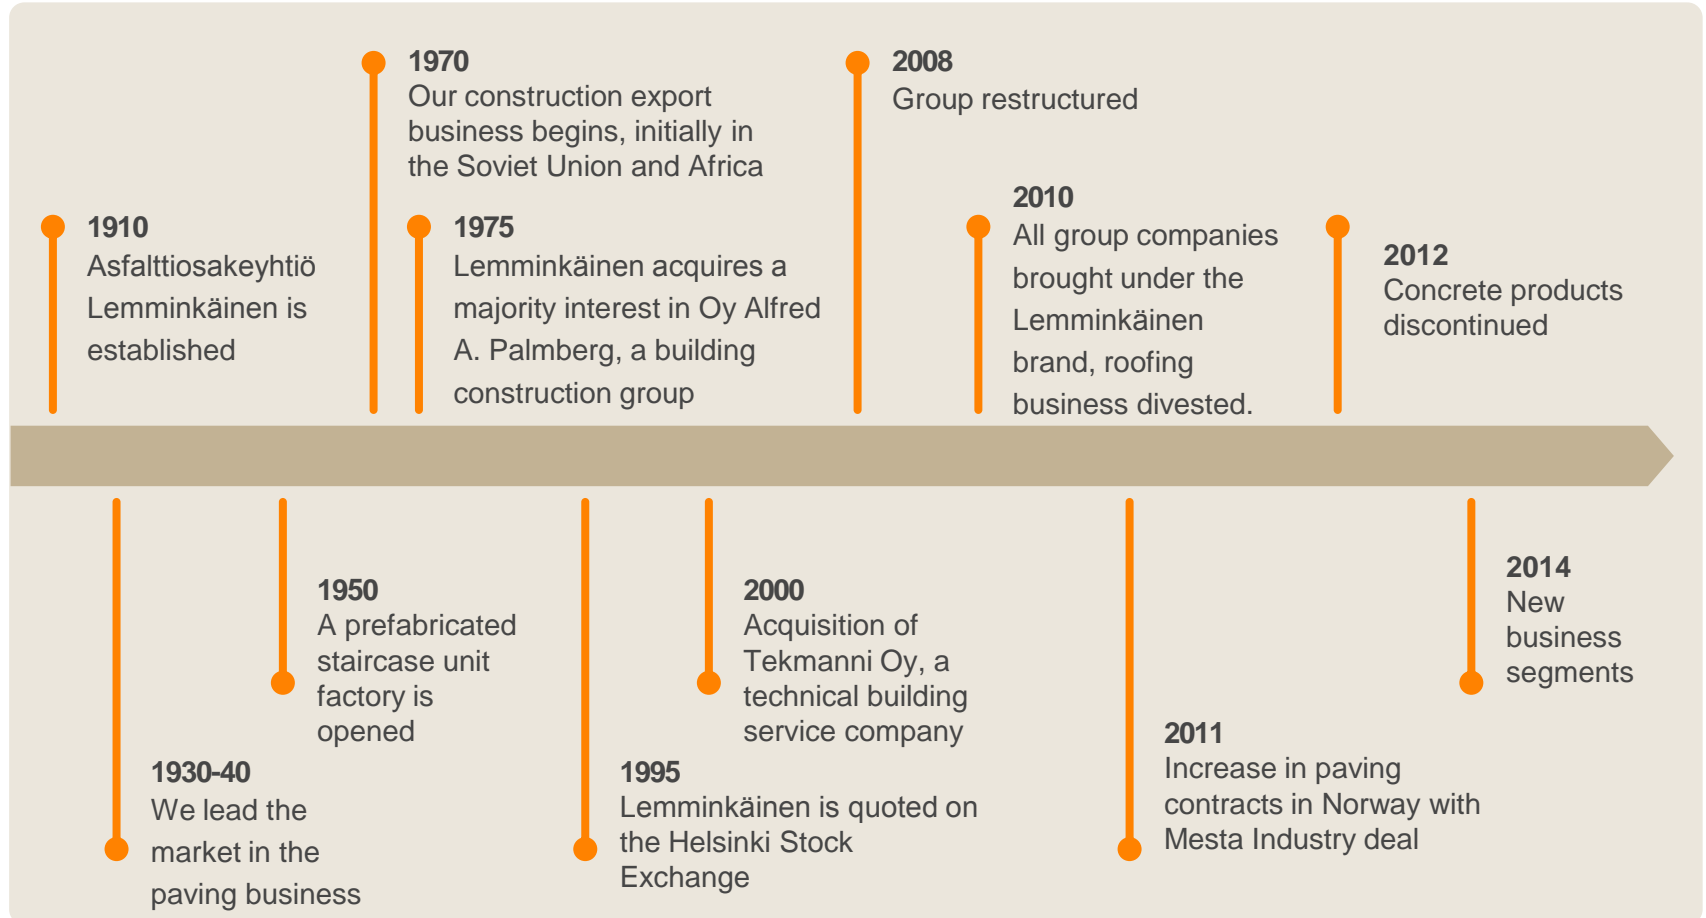 1970
Our construction export
business begins, initially in
the Soviet Union and Africa
2008
Group restructured
1910
Asfalttiosakeyhtiö
Lemminkäinen is
established
1975
Lemminkäinen acquires a
majority interest in Oy Alfred
A. Palmberg, a building
construction group
2010
All group companies
brought under the
Lemminkäinen
brand, roofing
business divested.
2012
Concrete products
discontinued
1930-40
We lead the
market in the
paving business
1950
A prefabricated
staircase unit
factory is
opened
1995
Lemminkäinen is quoted on
the Helsinki Stock
Exchange
2000
Acquisition of
Tekmanni Oy, a
technical building
service company
2011
Increase in paving
contracts in Norway with
Mesta Industry deal
2014
New
business
segments